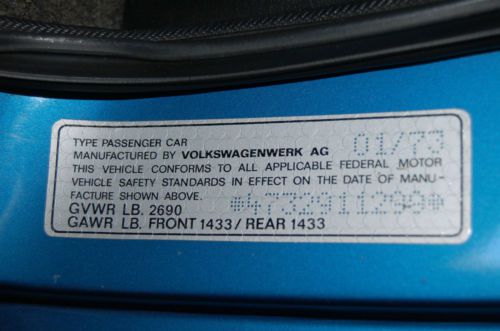 TYPE PASSENGER CAR 01/73
MANUFACTURED BY VOLKSWAGENWERK AG
THIS VEHICLE CONFORMS TO ALL APPLICABLE FEDERAL MOTOR
VEHICLE SAFETY STANDARDS IN EFFECT ON THE DATE OF MANU-
FACTURE SHOWN ABOVE.
GVWR LB. 2690 *4732911299*
GAWR LB. FRONT 1433/ REAR 1433